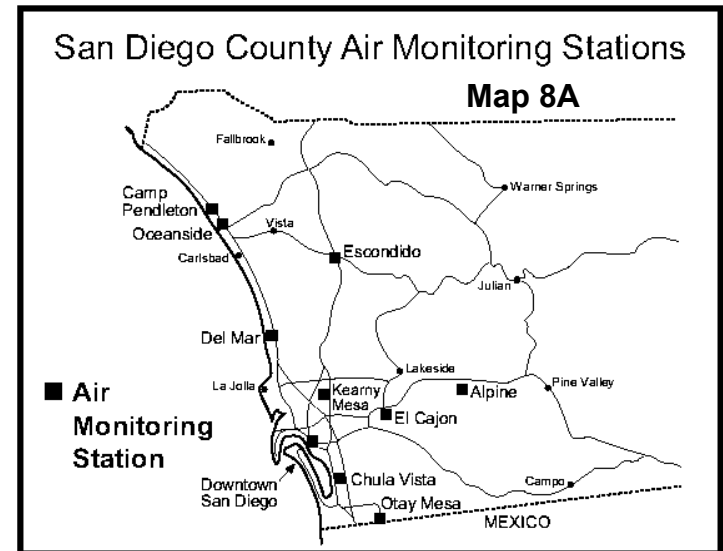 San Diego County Air Monitoring Stations
Map 8A
Fallbrook
Warner Springs
Camp
Pendleton
Oceanside
Vista
Carlsbad
Escondido
Julian
Del Mar
Lakeside
La Jolla
Kearny
Mesa
Alpine
Pine Valley
El Cajon
Air
Monitoring
Station
Downtown
San Diego
Chula Vista
Campo
Otay Mesa
MEXICO